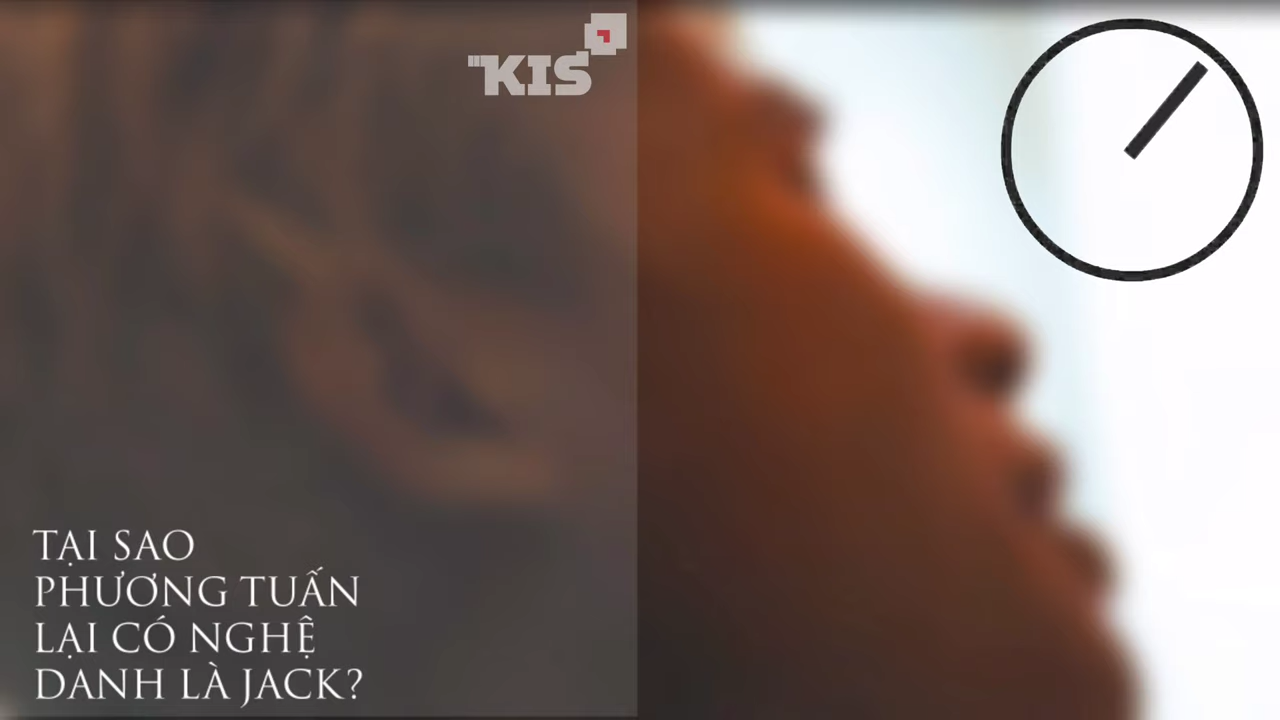 KIS
TẠI SAO
PHƯƠNG TUẤN
LẠI CÓ NGHỆ
DANH LÀ JACK?